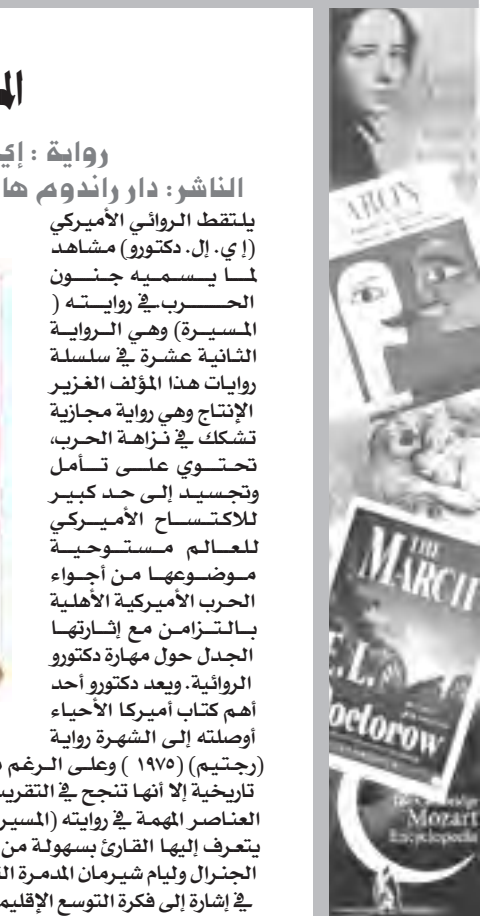 رواية : إي
الناشر: دار راندوم ها
يلتقط الروائي الأميركي
(إ ي. إل. دكتورو) مشاهد
لما يسميه جنون
الحرب في روايته (
المسيرة) وهي الرواية
الثانية عشرة في سلسلة
روايات هذا المؤلف الغزير
الإنتاج وهي رواية مجازية
تشكك في نزاهة الحرب،
تحتوي على تأمل
وتجسيد إلى حد كبير
للاكتساح الأميركي
للعالم مستوحية
موضوعها من أجواء
الحرب الأميركية الأهلية
بالتزامن مع إثارتها
الجدل حول مهارة دكتورو
الروائية. ويعد دكتورو أحد
أهم كتاب أميركا الأحياء
أوصلته إلى الشهرة رواية
(رجتيم) (١٩٧٥ ) وعلى الرغم
تاريخية إلا أنها تنجح في التقريب
العناصر المهمة في روايته (المسير
يتعرف إليها القارئ بسهولة من
الجنرال وليام شيرمان المدمرة ال
في إشارة إلى فكرة التوسع الإقليم
THE
MARCH
E.L.
Doctorow
Mozart
Encyclopedia